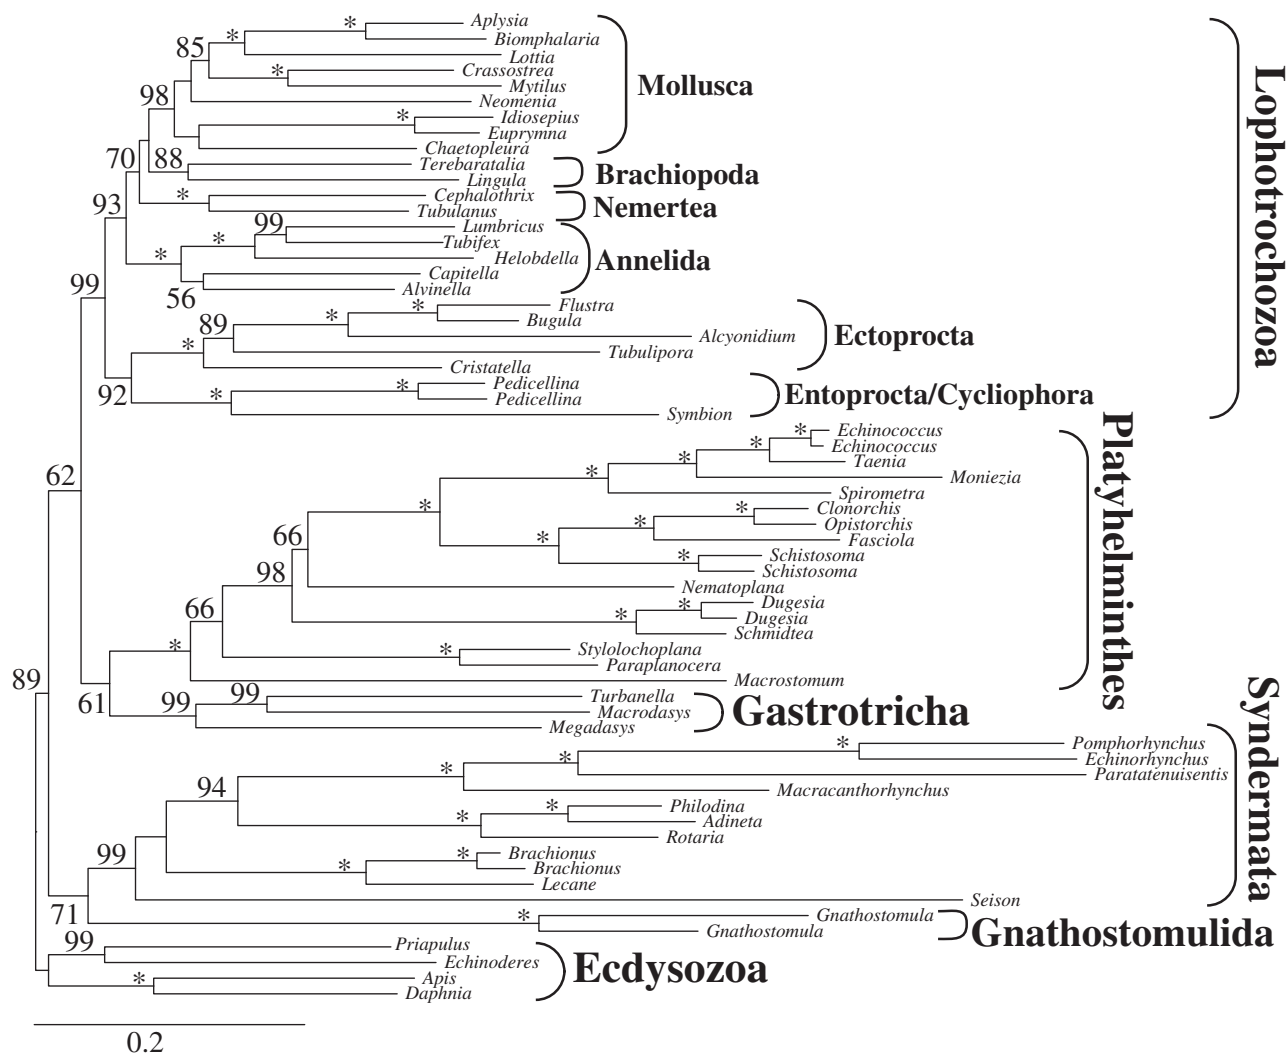 Aplysia
Biomphalaria
Lottia
Crassostrea
Mytilus
Neomenia
Idiosepius
Euprymna
Chaetopleura
Terebaratalia
Lingula
Cephalothrix
Tubulanus
Lumbricus
Tubifex
Helobdella
Capitella
Alvinella
Flustra
Bugula
Alcyonidium
Tubulipora
Cristatella
Pedicellina
Pedicellina
Symbion
Echinococcus
Echinococcus
Taenia
Moniezia
Spirometra
Clonorchis
Opistorchis
Fasciola
Schistosoma
Schistosoma
Nematoplana
Dugesia
Dugesia
Schmidtea
Stylolochoplana
Paraplanocera
Macrostomum
Turbanella
Macrodasys
Megadasys
Pomphorhynchus
Echinorhynchus
Paratatenuisentis
Macracanthorhynchus
Philodina
Adineta
Rotaria
Brachionus
Brachionus
Lecane
Seison
Gnathostomula
Gnathostomula
Priapulus
Echinoderes
Apis
Daphnia
Mollusca
Brachiopoda
Nemertea
Annelida
Ectoprocta
Entoprocta/Cycliophora
Gastrotricha
Gnathostomulida
Ecdysozoa
Lophotrochozoa
Platyhelminthes
Syndermata
* *
85
*
98
*
70 88
*
93
99
* *
99
56
* *
89
*
92
* *
62
* * * *
*
* * *
*
66
98
* *
66
*
*
89
61
99 99
* * *
94
* *
99
* *
71
*
99
*
0.2